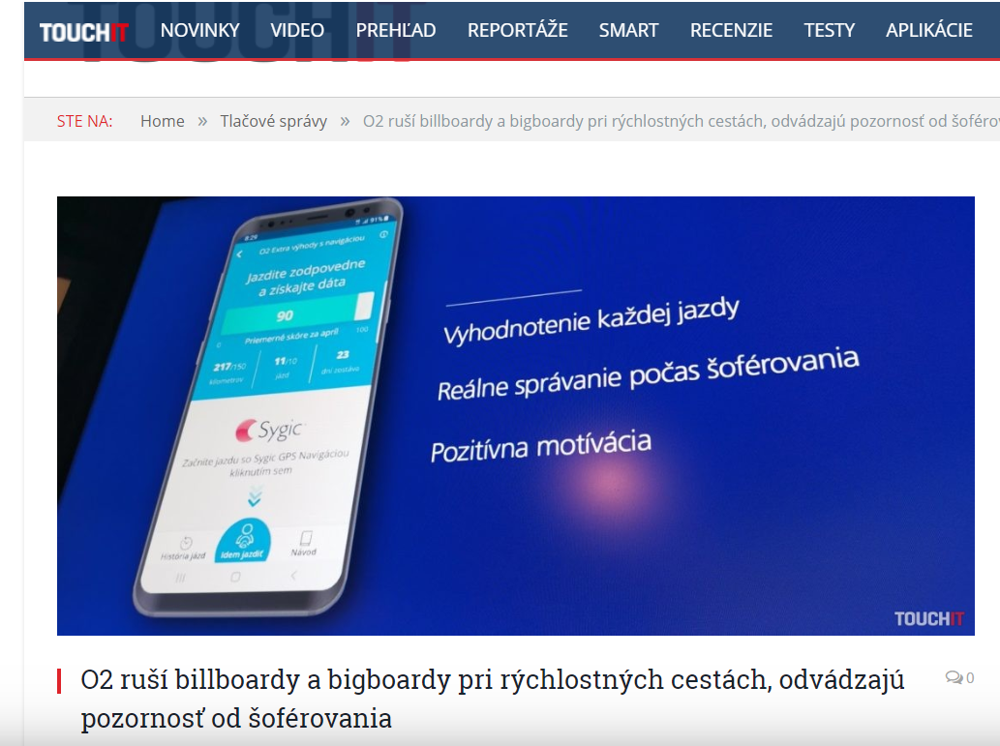 TOUCHIT NOVINKY VIDEO PREHĽAD REPORTÁŽE SMART RECENZIE TESTY APLIKÁCIE
STE NA: Home » Tlačové správy » O2 ruší billboardy a bigboardy pri rýchlostných cestách, odvádzajú pozornosť od šoféro
8:29 91%
O2 Extra výhody s navigáciou
Jazdite zodpovedne
a získajte dáta
90
0 Priemerné skóre za apríl 100
217/150 11/10 23
kilometrov jázd dní zostáva
Sygic
Začnite jazdu so Sygic GPS Navigáciou
kliknutím sem
História jázd Idem jazdiť Návod
Vyhodnotenie každej jazdy
Reálne správanie počas šoférovania
Pozitívna motívácia
TOUCHIT
O2 ruší billboardy a bigboardy pri rýchlostných cestách, odvádzajú
pozornosť od šoférovania
0